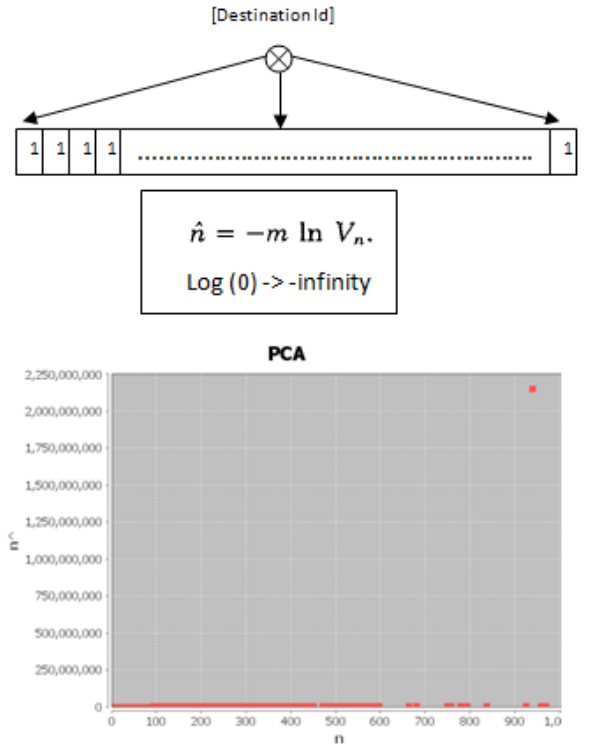 [Destination Id]
1 1 1 1 ........................................................ 1
n̂ = −m ln Vₙ.
Log (0) -> -infinity
PCA
2,250,000,000
2,000,000,000
1,750,000,000
1,500,000,000
1,250,000,000
1,000,000,000
750,000,000
500,000,000
250,000,000
0
n^
0 100 200 300 400 500 600 700 800 900 1,0
n